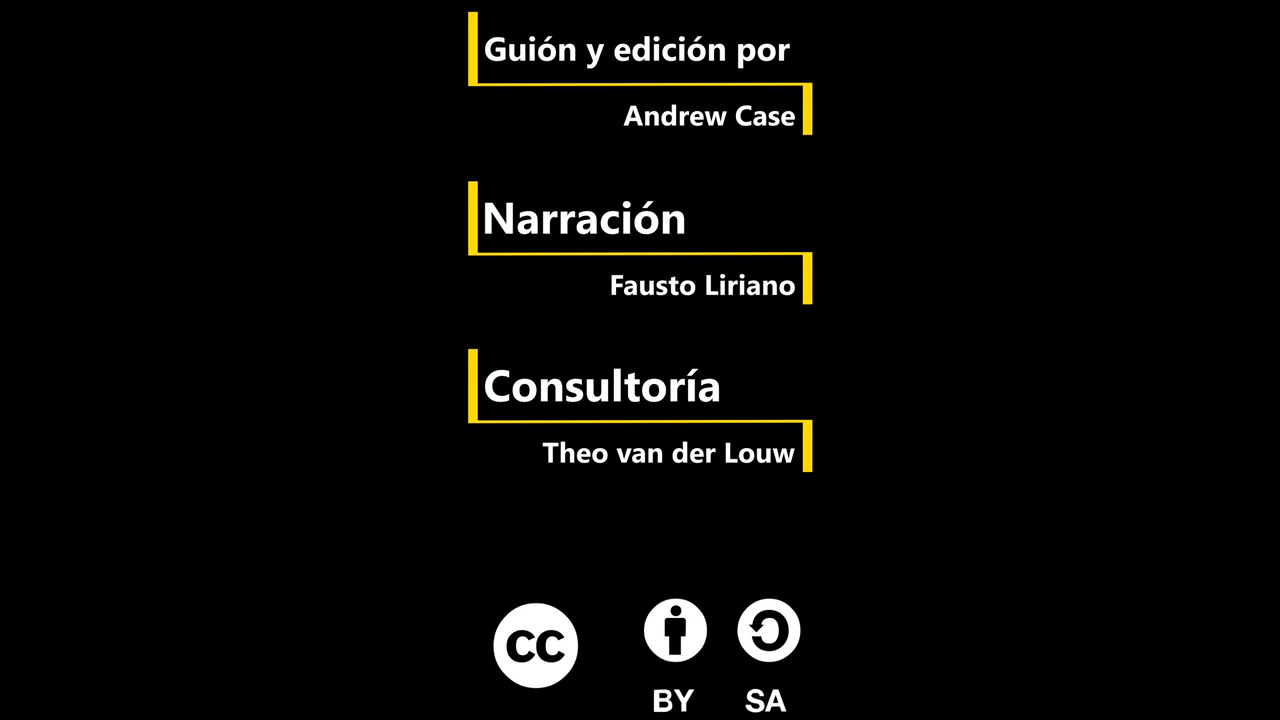 Guión y edición por
Andrew Case
Narración
Fausto Liriano
Consultoría
Theo van der Louw
CC
BY SA